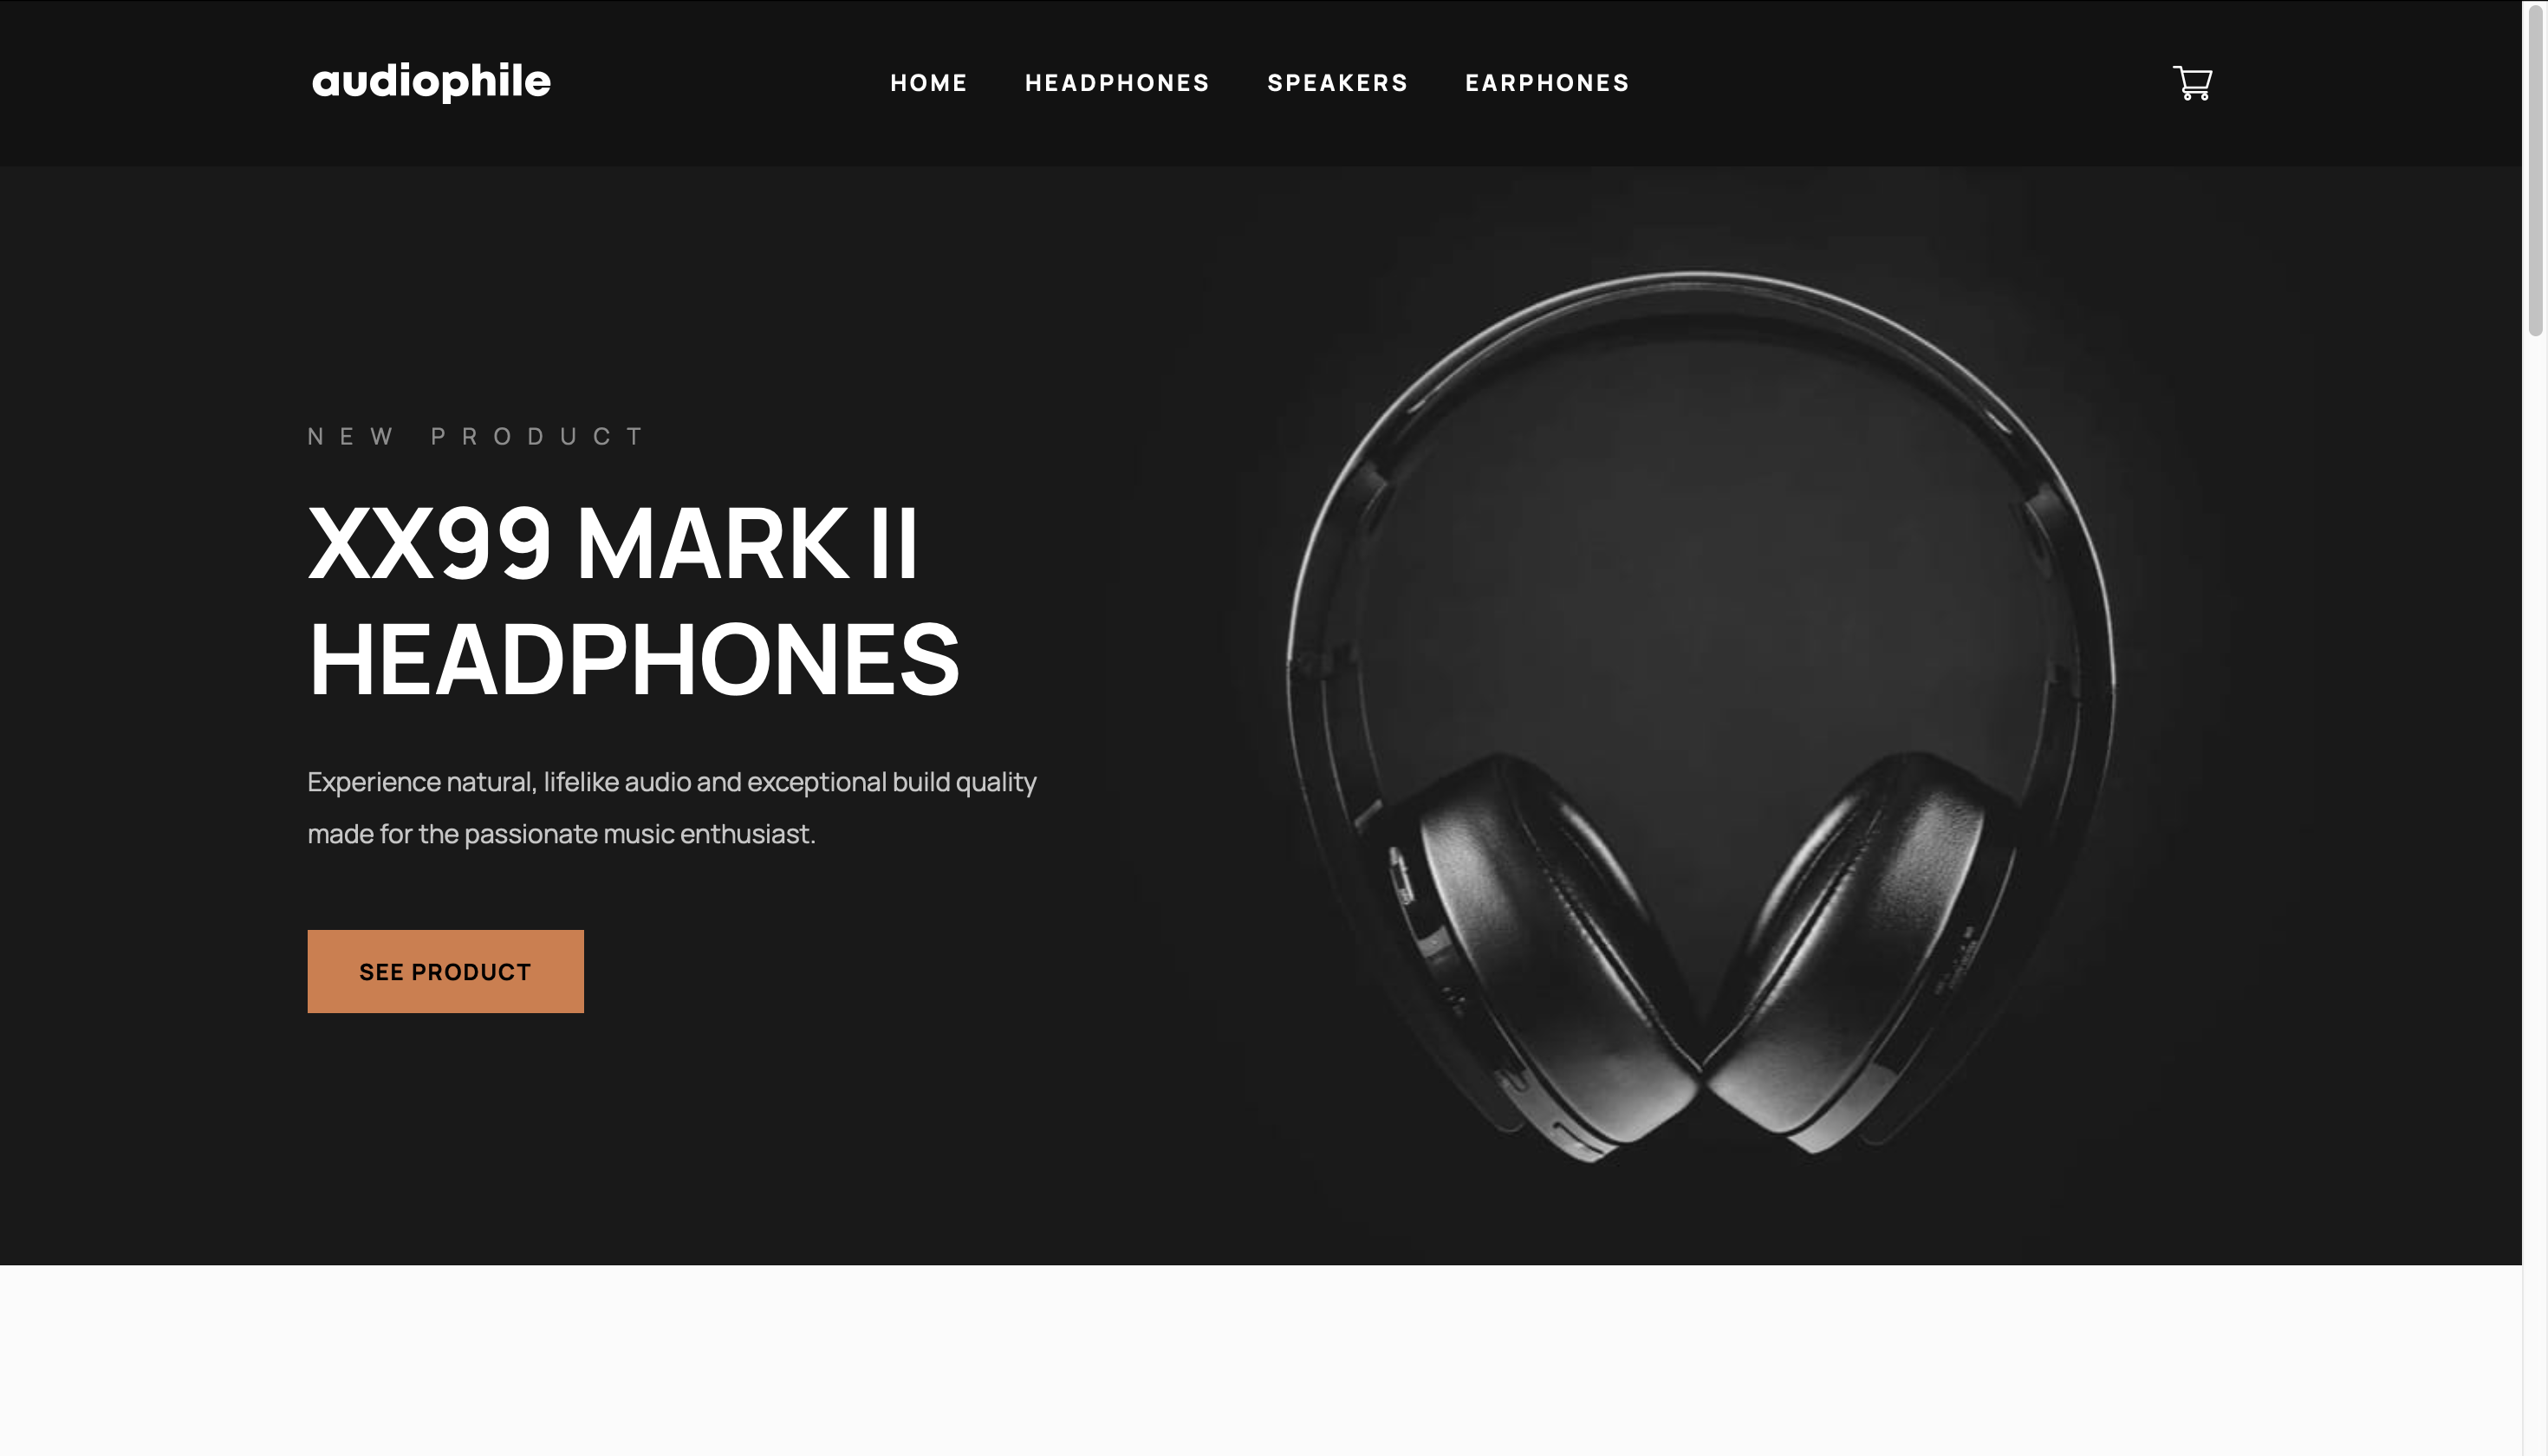 audiophile
HOME HEADPHONES SPEAKERS EARPHONES
NEW PRODUCT
XX99 MARK II
HEADPHONES
Experience natural, lifelike audio and exceptional build quality
made for the passionate music enthusiast.
SEE PRODUCT